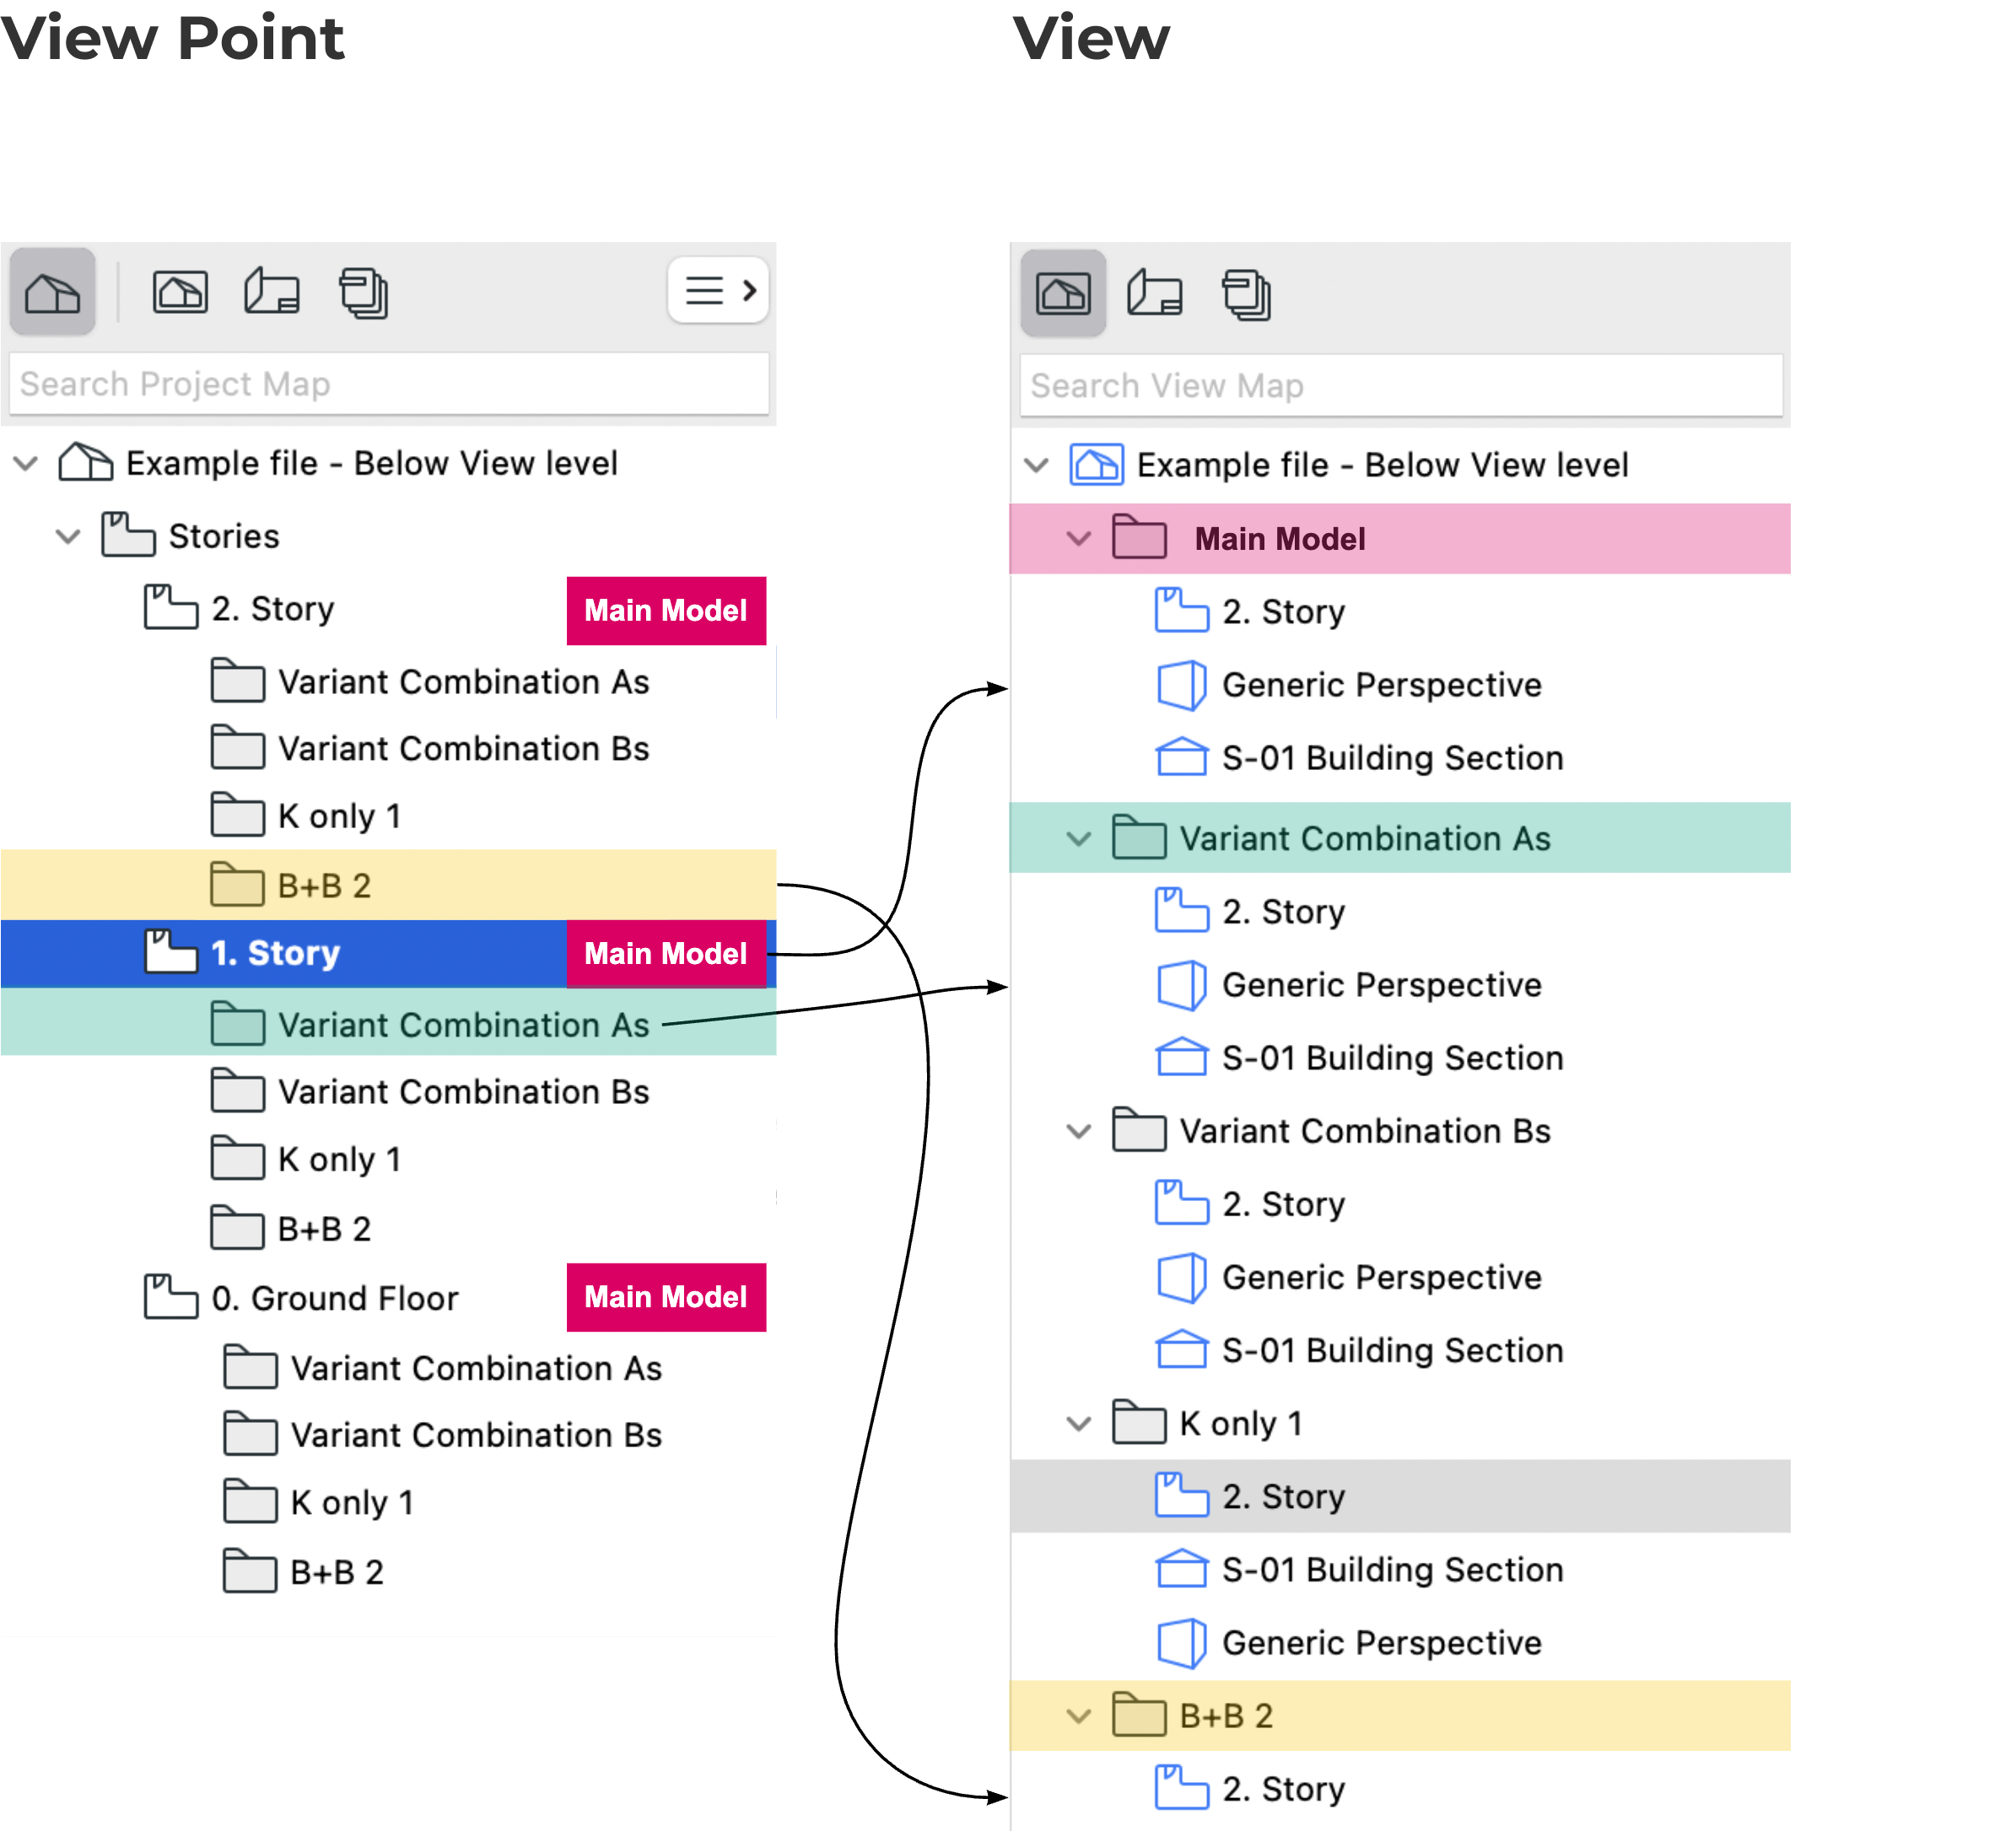 View Point
Search Project Map
Example file - Below View level
Stories
2. Story Main Model
Variant Combination As
Variant Combination Bs
K only 1
B+B 2
1. Story Main Model
Variant Combination As
Variant Combination Bs
K only 1
B+B 2
0. Ground Floor Main Model
Variant Combination As
Variant Combination Bs
K only 1
B+B 2
View
Search View Map
Example file - Below View level
Main Model
2. Story
Generic Perspective
S-01 Building Section
Variant Combination As
2. Story
Generic Perspective
S-01 Building Section
Variant Combination Bs
2. Story
Generic Perspective
S-01 Building Section
K only 1
2. Story
S-01 Building Section
Generic Perspective
B+B 2
2. Story